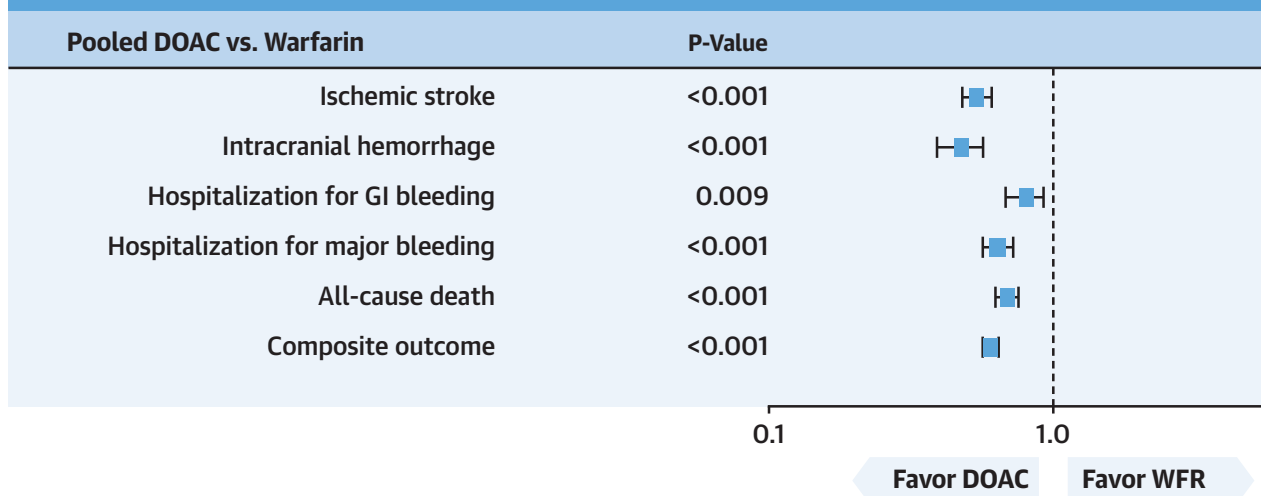 Pooled DOAC vs. Warfarin P-Value
Ischemic stroke <0.001
Intracranial hemorrhage <0.001
Hospitalization for GI bleeding 0.009
Hospitalization for major bleeding <0.001
All-cause death <0.001
Composite outcome <0.001
0.1 1.0
Favor DOAC Favor WFR